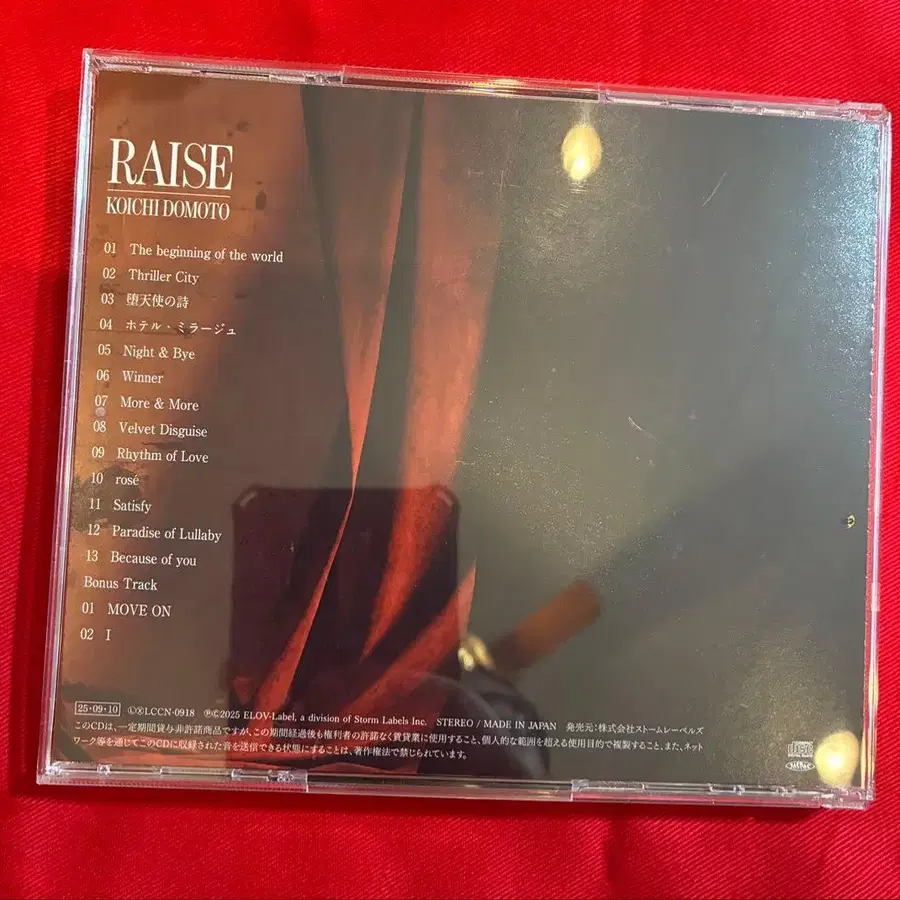 RAISE
KOICHI DOMOTO
01 The beginning of the world
02 Thriller City
03 堕天使の詩
04 ホテル・ミラージュ
05 Night & Bye
06 Winner
07 More & More
08 Velvet Disguise
09 Rhythm of Love
10 rosé
11 Satisfy
12 Paradise of Lullaby
13 Because of you
Bonus Track
01 MOVE ON
02 I
25・09・10 ⓁⓍLCCN-0918 ℗©2025 ELOV-Label, a division of Storm Labels Inc. STEREO / MADE IN JAPAN 発売元:株式会社ストームレーベルズ
このCDは、一定期間貸与非許諾商品ですが、この期間経過後も権利者の許諾なく賃貸業に使用すること、個人的な範囲を超える使用目的で複製すること、また、ネット
ワーク等を通じてこのCDに収録された音を送信できる状態にすることは、著作権法で禁じられています。